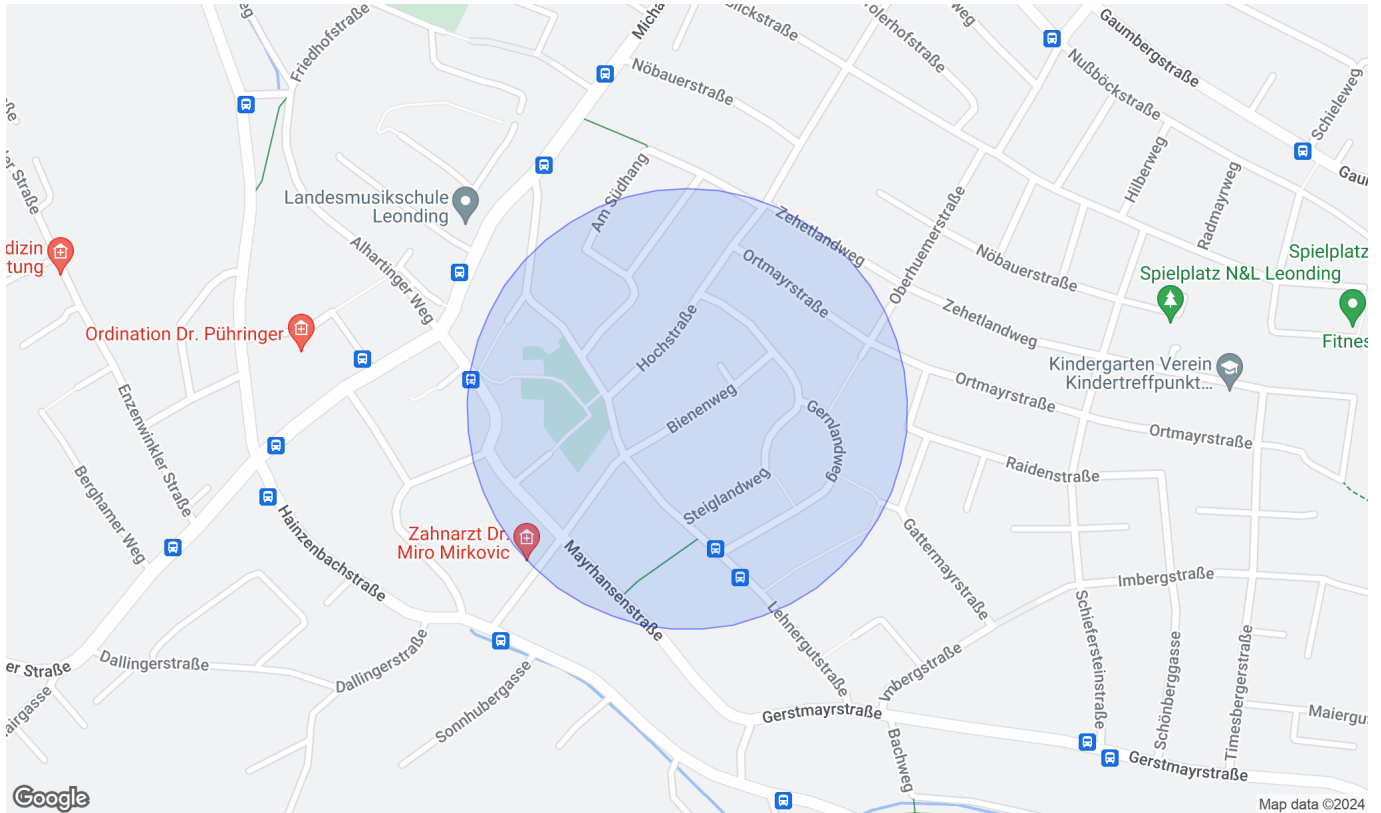 Friedhofstraße
Nöbauerstraße
Gaumbergstraße
Nußböckstraße
Schieleweg
Am Südhang
Landesmusikschule
Leonding
Alhartinger Weg
Zehetlandweg
Ortmayrstraße
Oberhuemerstraße
Hilberweg
Radmayrweg
Nöbauerstraße
Spielplatz
Spielplatz N&L Leonding
Zehetlandweg
Ordination Dr. Pühringer
Hochstraße
Kindergarten Verein
Kindertreffpunkt...
Enzenwinkler Straße
Bienenweg
Gernlandweg
Ortmayrstraße
Ortmayrstraße
Berghamer Weg
Steiglandweg
Raidenstraße
Hainzenbachstraße
Zahnarzt Dr.
Miro Mirkovic
Mayrhansenstraße
Gattermayrstraße
Imbergstraße
Lehnergutstraße
Schiefersteinstraße
Schönberggasse
Timesbergerstraße
Dallingerstraße
Dallingerstraße
Sonnhubergasse
Imbergstraße
Gerstmayrstraße
Bachweg
Gerstmayrstraße
Google
Map data ©2024